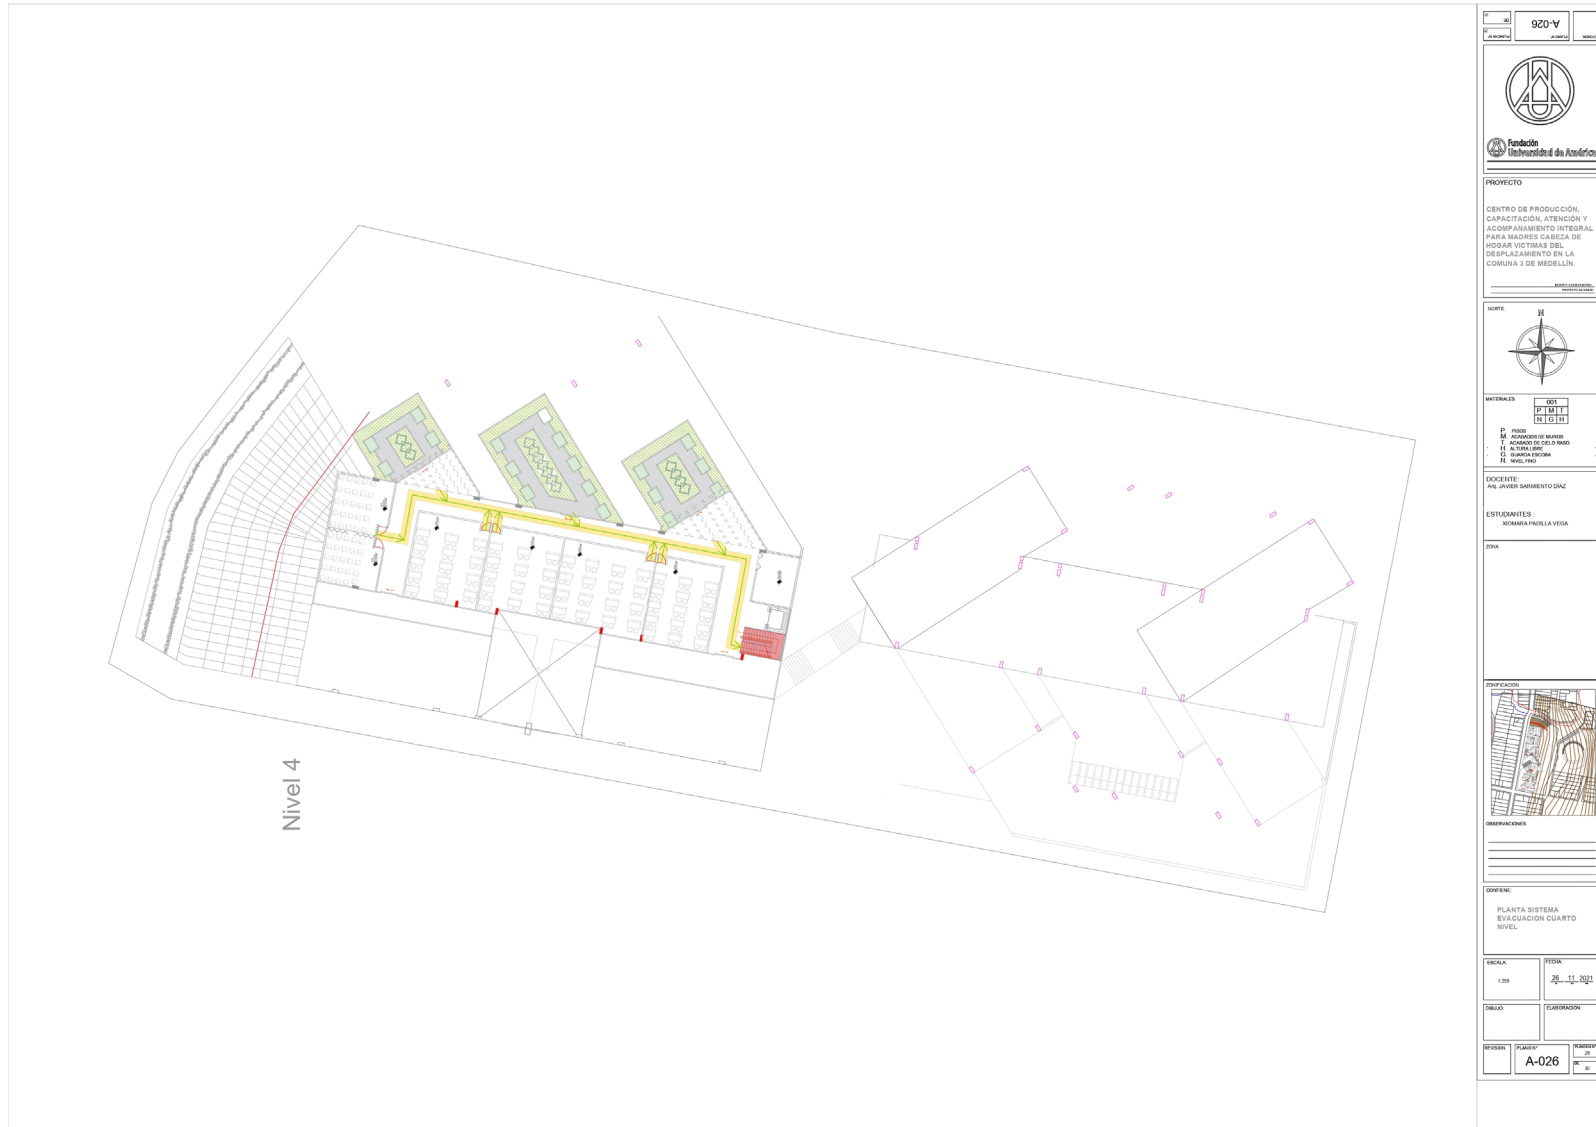 Nivel 4
A-026
PLANO N°
Fundación
Universidad de América
PROYECTO
CENTRO DE PRODUCCIÓN,
CAPACITACIÓN, ATENCIÓN Y
ACOMPAÑAMIENTO INTEGRAL
PARA MADRES CABEZA DE
HOGAR VICTIMAS DEL
DESPLAZAMIENTO EN LA
COMUNA 3 DE MEDELLÍN.
NORTE
N
MATERIALES
001
P M T
N G H
P. PISOS
M. ACABADOS DE MUROS
T. ACABADO DE CIELO RASO
H. ALTURA LIBRE
G. GUARDA ESCOBA
N. NIVEL FINO
DOCENTE:
Arq. JAVIER SARMIENTO DÍAZ
ESTUDIANTES :
XIOMARA PADILLA VEGA
ZONA
ZONIFICACION
OBSERVACIONES
CONTIENE:
PLANTA SISTEMA
EVACUACION CUARTO
NIVEL
ESCALA:
1:250
FECHA:
26 11 2021
DIBUJO:
ELABORACION:
REVISIÓN
PLANO N°
A-026
PLANCHA N°
26
DE:
30